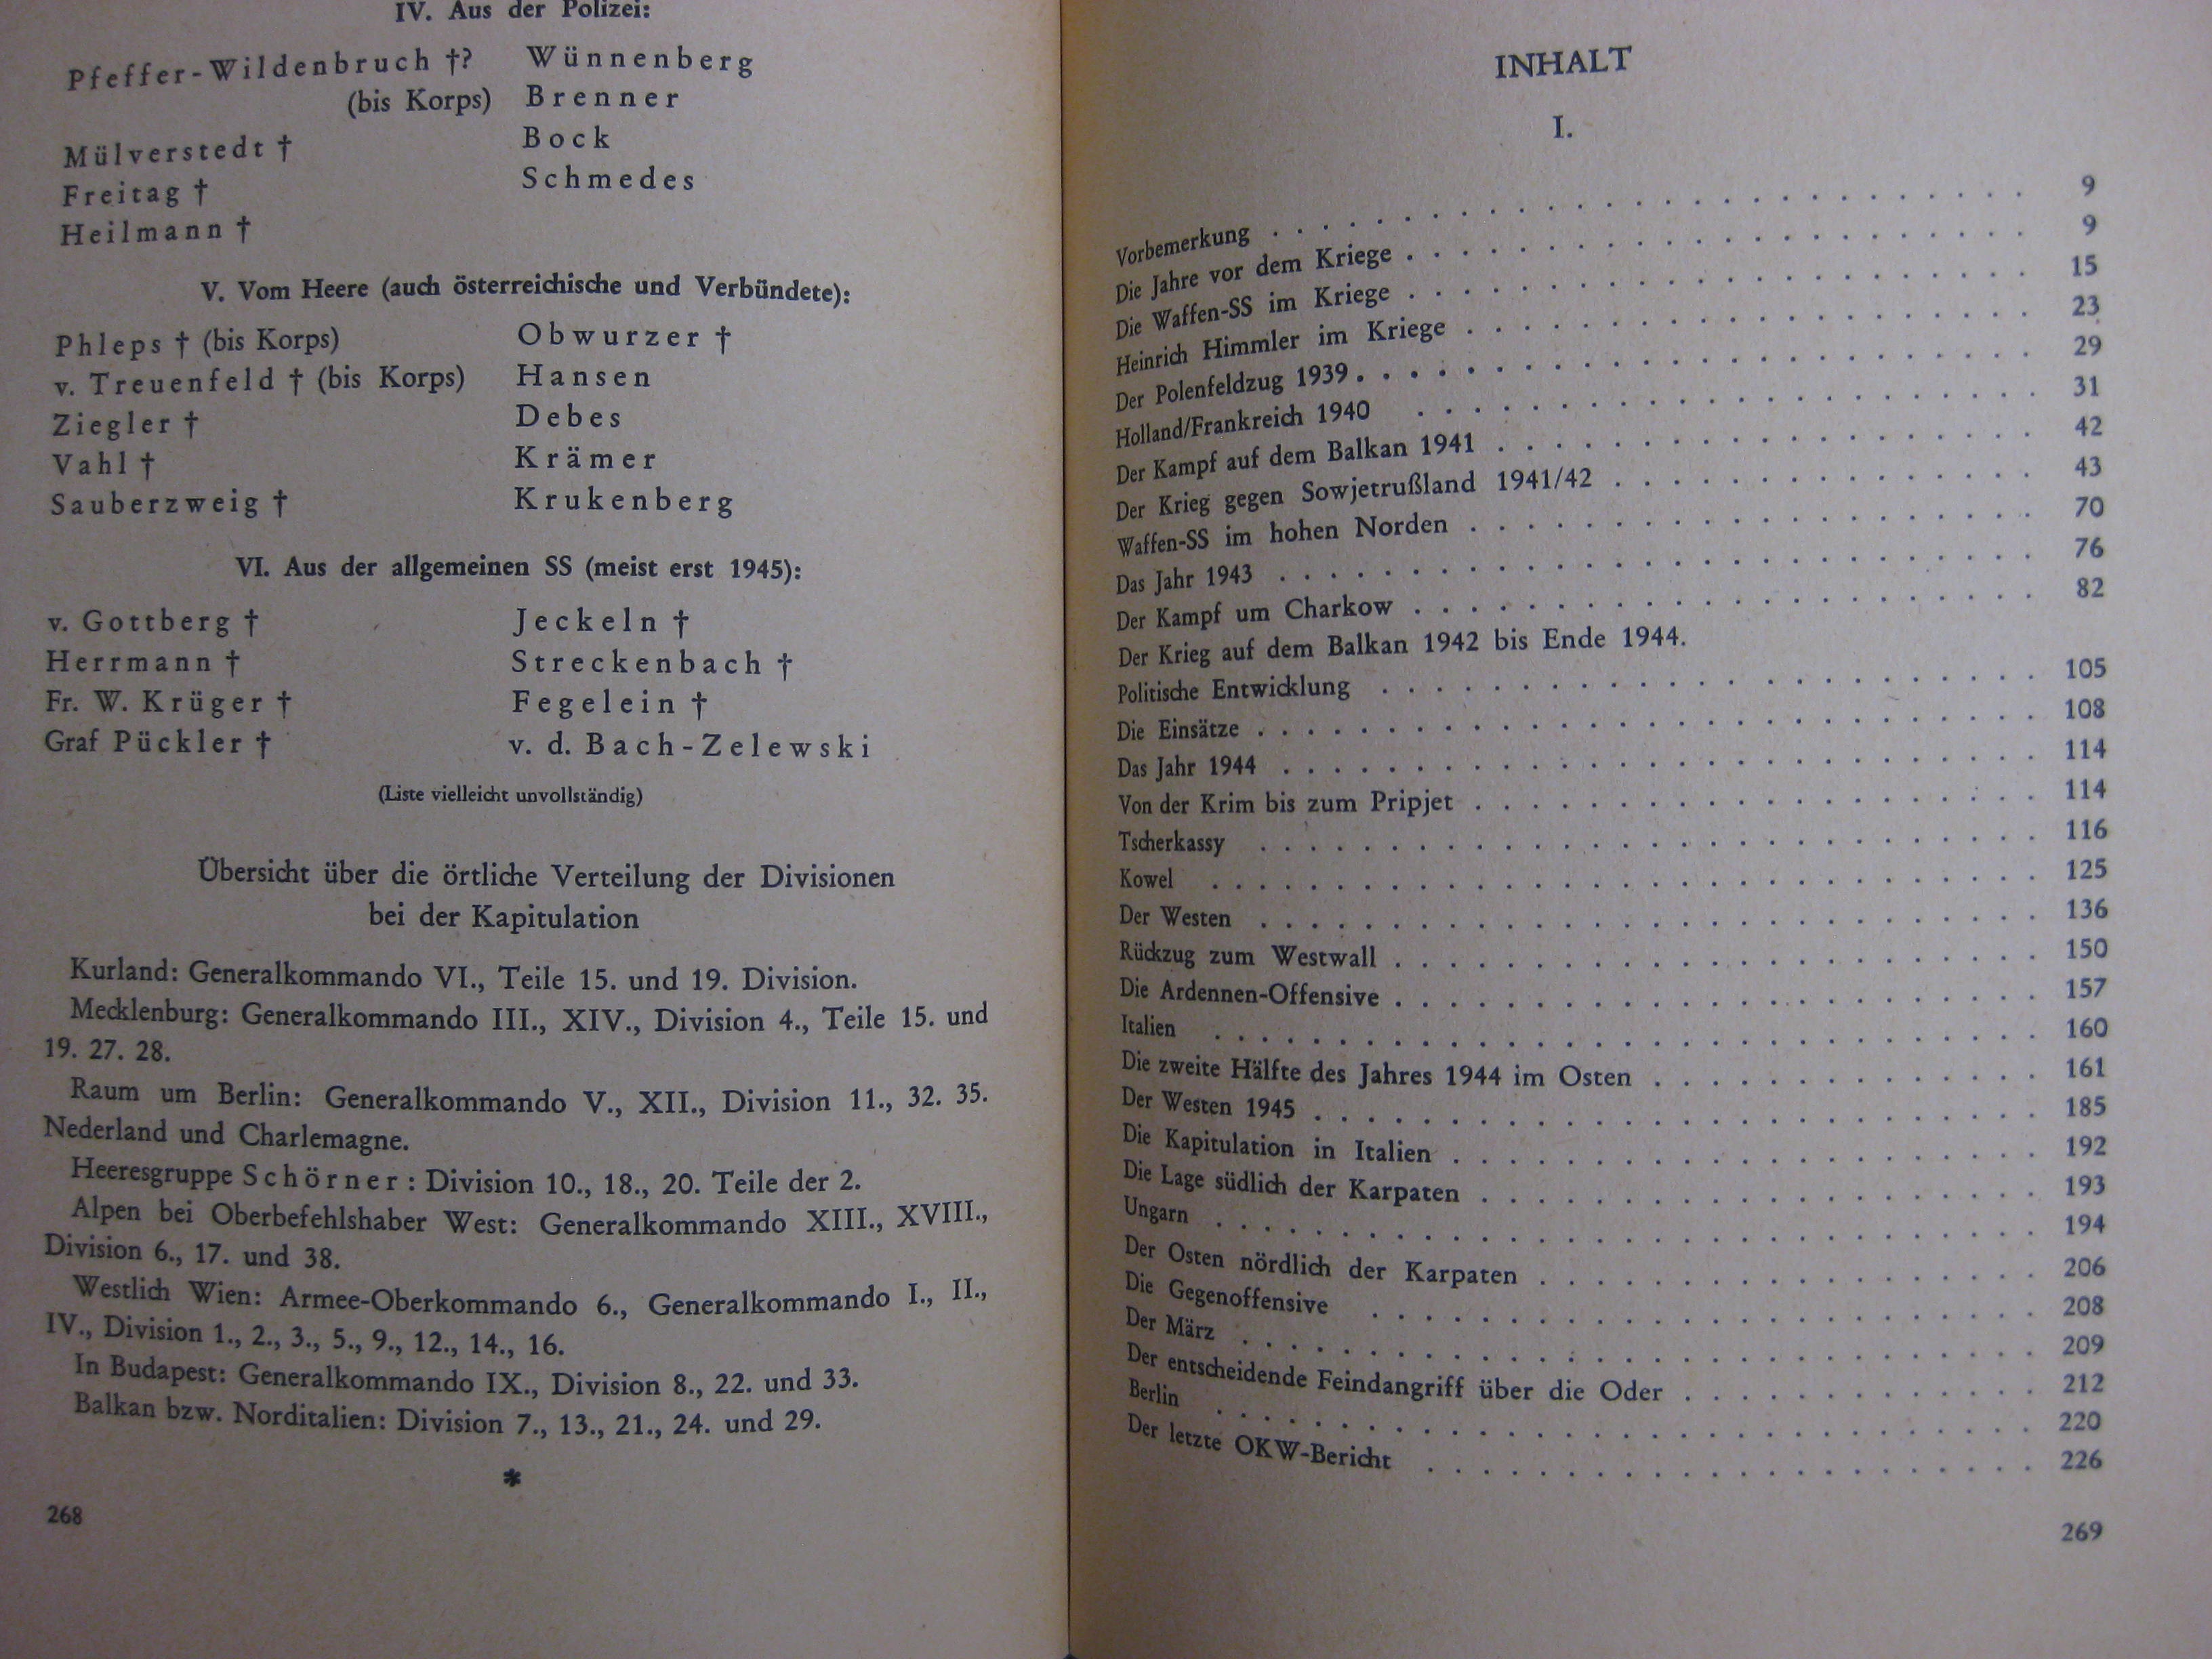 IV. Aus der Polizei:
Pfeffer-Wildenbruch †?
(bis Korps)
Mülverstedt †
Freitag †
Heilmann †
Wünnenberg
Brenner
Bock
Schmedes
V. Vom Heere (auch österreichische und Verbündete):
Phleps † (bis Korps)
v. Treuenfeld † (bis Korps)
Ziegler †
Vahl †
Sauberzweig †
Obwurzer †
Hansen
Debes
Krämer
Krukenberg
VI. Aus der allgemeinen SS (meist erst 1945):
v. Gottberg †
Herrmann †
Fr. W. Krüger †
Graf Pückler †
Jeckeln †
Streckenbach †
Fegelein †
v. d. Bach-Zelewski
(Liste vielleicht unvollständig)
Übersicht über die örtliche Verteilung der Divisionen
bei der Kapitulation
Kurland: Generalkommando VI., Teile 15. und 19. Division.
Mecklenburg: Generalkommando III., XIV., Division 4., Teile 15. und
19. 27. 28.
Raum um Berlin: Generalkommando V., XII., Division 11., 32. 35.
Nederland und Charlemagne.
Heeresgruppe Schörner: Division 10., 18., 20. Teile der 2.
Alpen bei Oberbefehlshaber West: Generalkommando XIII., XVIII.,
Division 6., 17. und 38.
Westlich Wien: Armee-Oberkommando 6., Generalkommando I., II.,
IV., Division 1., 2., 3., 5., 9., 12., 14., 16.
In Budapest: Generalkommando IX., Division 8., 22. und 33.
Balkan bzw. Norditalien: Division 7., 13., 21., 24. und 29.
*
268
INHALT
I.
Vorbemerkung . . . . . 9
Die Jahre vor dem Kriege . . . . . 9
Die Waffen-SS im Kriege . . . . . 15
Heinrich Himmler im Kriege . . . . . 23
Der Polenfeldzug 1939 . . . . . 29
Holland/Frankreich 1940 . . . . . 31
Der Kampf auf dem Balkan 1941 . . . . . 42
Der Krieg gegen Sowjetrußland 1941/42 . . . . . 43
Waffen-SS im hohen Norden . . . . . 70
Das Jahr 1943 . . . . . 76
Der Kampf um Charkow . . . . . 82
Der Krieg auf dem Balkan 1942 bis Ende 1944.
Politische Entwicklung . . . . . 105
Die Einsätze . . . . . 108
Das Jahr 1944 . . . . . 114
Von der Krim bis zum Pripjet . . . . . 114
Tscherkassy . . . . . 116
Kowel . . . . . 125
Der Westen . . . . . 136
Rückzug zum Westwall . . . . . 150
Die Ardennen-Offensive . . . . . 157
Italien . . . . . 160
Die zweite Hälfte des Jahres 1944 im Osten . . . . . 161
Der Westen 1945 . . . . . 185
Die Kapitulation in Italien . . . . . 192
Die Lage südlich der Karpaten . . . . . 193
Ungarn . . . . . 194
Der Osten nördlich der Karpaten . . . . . 206
Die Gegenoffensive . . . . . 208
Der März . . . . . 209
Der entscheidende Feindangriff über die Oder . . . . . 212
Berlin . . . . . 220
Der letzte OKW-Bericht . . . . . 226
269